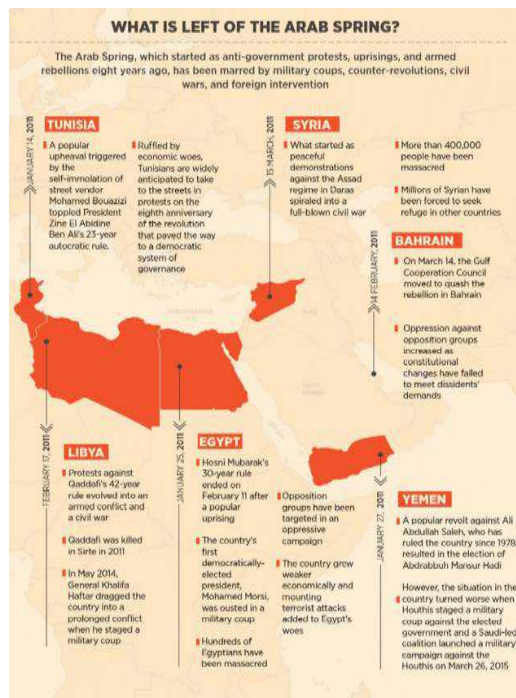 WHAT IS LEFT OF THE ARAB SPRING?
The Arab Spring, which started as anti-government protests, uprisings, and armed
rebellions eight years ago, has been marred by military coups, counter-revolutions, civil
wars, and foreign intervention
JANUARY 14, 2011
TUNISIA
A popular
upheaval triggered
by the
self-immolation of
street vendor
Mohamed Bouazizi
toppled President
Zine El Abidine
Ben Ali's 23-year
autocratic rule.
Ruffled by
economic woes,
Tunisians are widely
anticipated to take
to the streets in
protests on the
eighth anniversary
of the revolution
that paved the way
to a democratic
system of
governance
15 MARCH, 2011
SYRIA
What started as
peaceful
demonstrations
against the Assad
regime in Daraa
spiraled into a
full-blown civil war
More than 400,000
people have been
massacred
Millions of Syrian have
been forced to seek
refuge in other countries
14 FEBRUARY, 2011
BAHRAIN
On March 14, the Gulf
Cooperation Council
moved to quash the
rebellion in Bahrain
Oppression against
opposition groups
increased as
constitutional
changes have failed
to meet dissidents'
demands
FEBRUARY 17, 2011
LIBYA
Protests against
Qaddafi's 42-year
rule evolved into an
armed conflict and
a civil war
Qaddafi was killed
in Sirte in 2011
In May 2014,
General Khalifa
Haftar dragged the
country into a
prolonged conflict
when he staged a
military coup
JANUARY 25, 2011
EGYPT
Hosni Mubarak's
30-year rule
ended on
February 11 after
a popular
uprising
The country's
first
democratically-
elected
president,
Mohamed Morsi,
was ousted in a
military coup
Hundreds of
Egyptians have
been massacred
Opposition
groups have been
targeted in an
oppressive
campaign
The country grew
weaker
economically and
mounting
terrorist attacks
added to Egypt's
woes
JANUARY 27, 2011
YEMEN
A popular revolt against Ali
Abdullah Saleh, who has
ruled the country since 1978,
resulted in the election of
Abdrabbuh Mansur Hadi
However, the situation in the
country turned worse when
Houthis staged a military
coup against the elected
government and a Saudi-led
coalition launched a military
campaign against the
Houthis on March 26, 2015